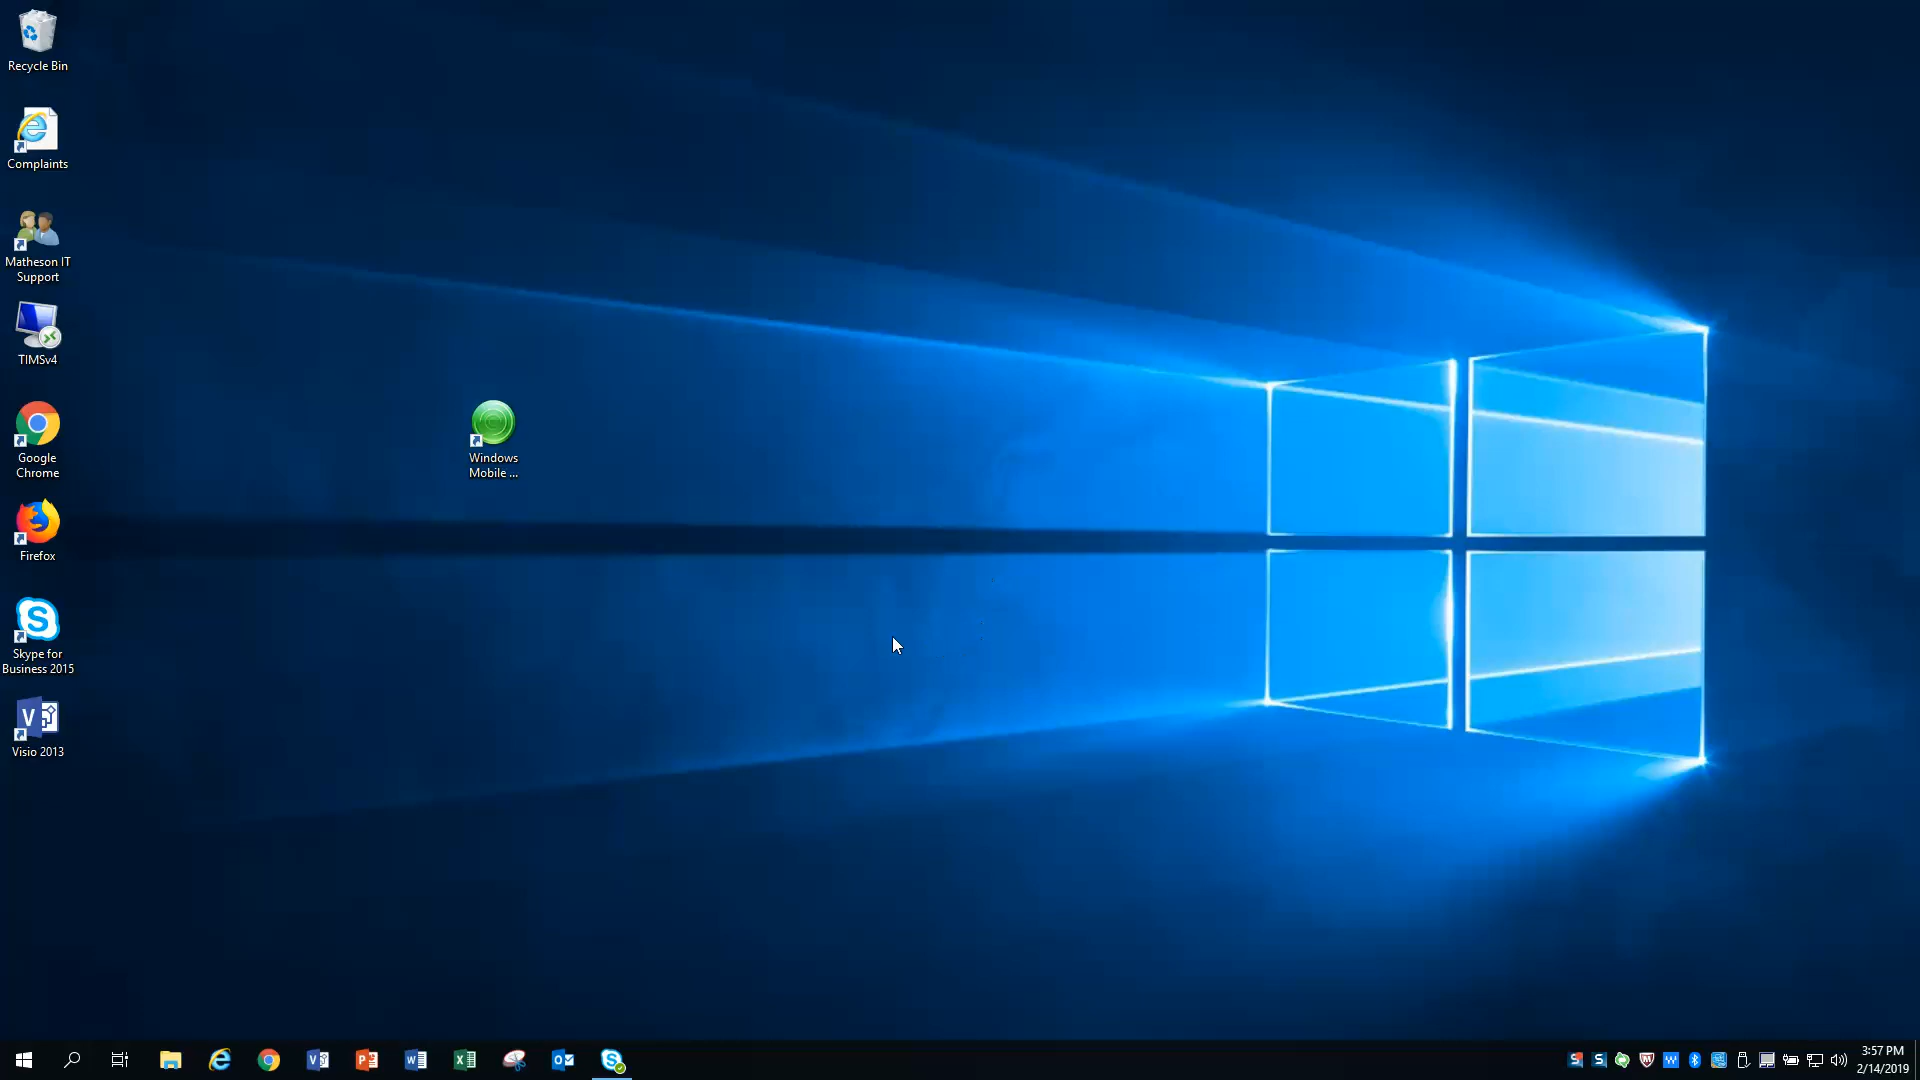 Recycle Bin
Complaints
Matheson IT
Support
TIMSv4
Google
Chrome
Firefox
Skype for
Business 2015
Visio 2013
Windows
Mobile ...
3:57 PM
2/14/2019